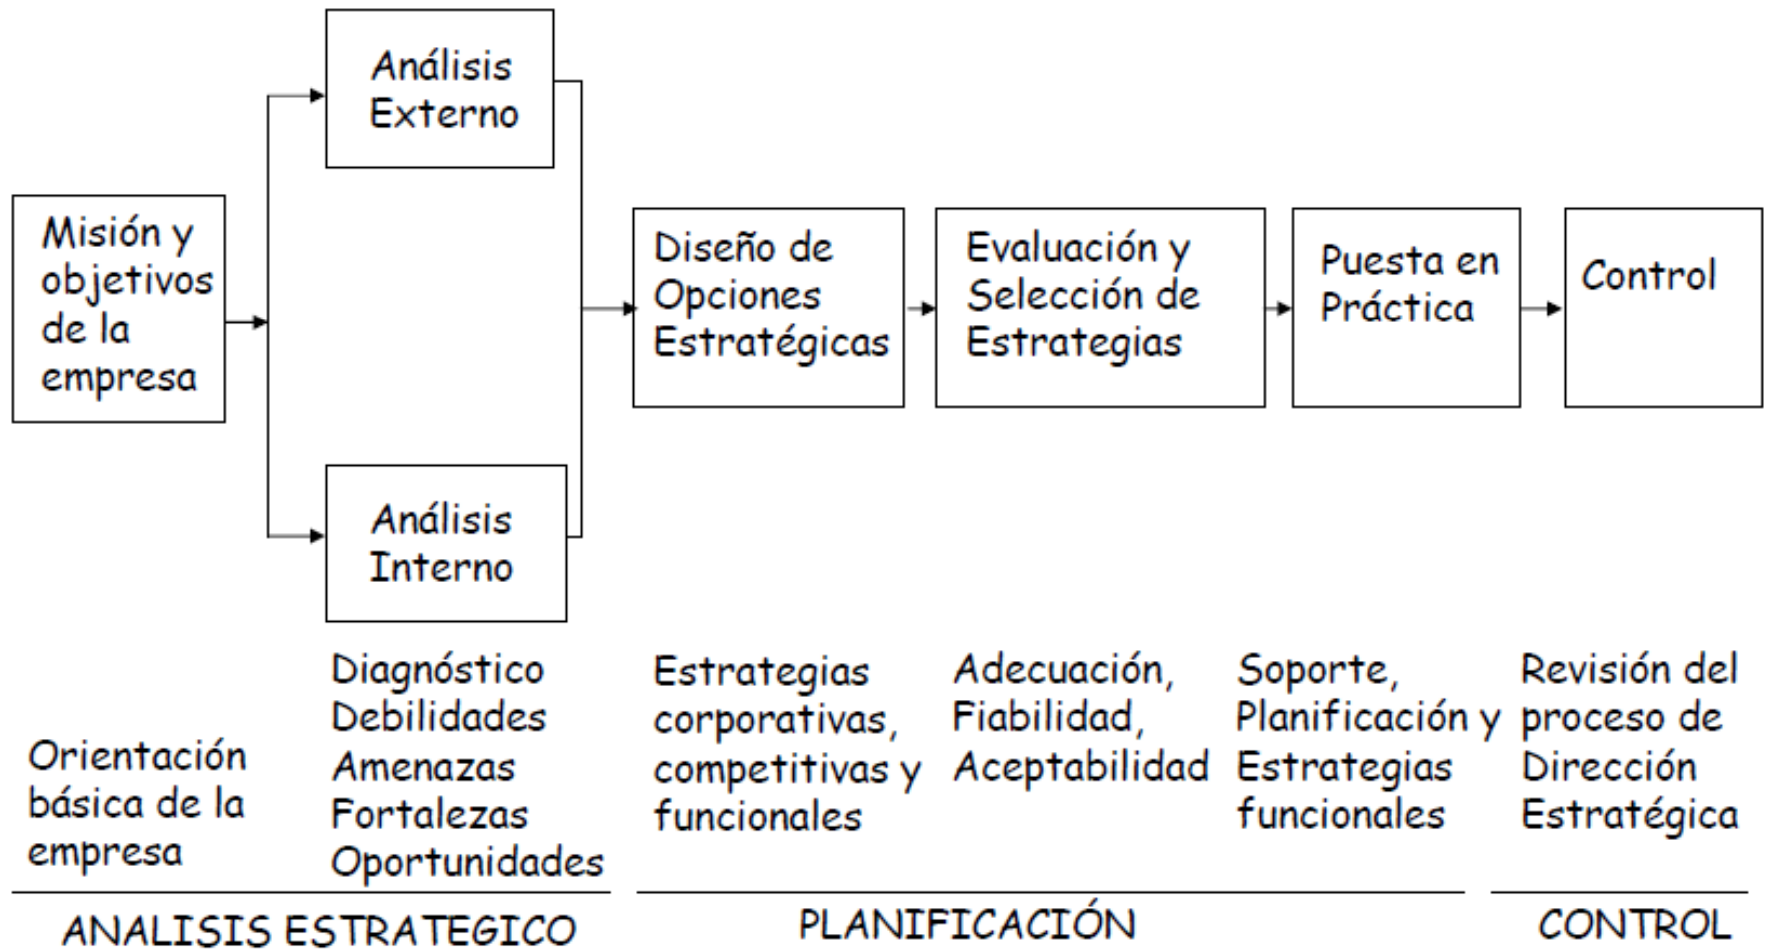 Análisis
Externo
Misión y
objetivos
de la
empresa
Análisis
Interno
Diseño de
Opciones
Estratégicas
Evaluación y
Selección de
Estrategias
Puesta en
Práctica
Control
Orientación
básica de la
empresa
Diagnóstico
Debilidades
Amenazas
Fortalezas
Oportunidades
Estrategias
corporativas,
competitivas y
funcionales
Adecuación,
Fiabilidad,
Aceptabilidad
Soporte,
Planificación y
Estrategias
funcionales
Revisión del
proceso de
Dirección
Estratégica
ANALISIS ESTRATEGICO
PLANIFICACIÓN
CONTROL